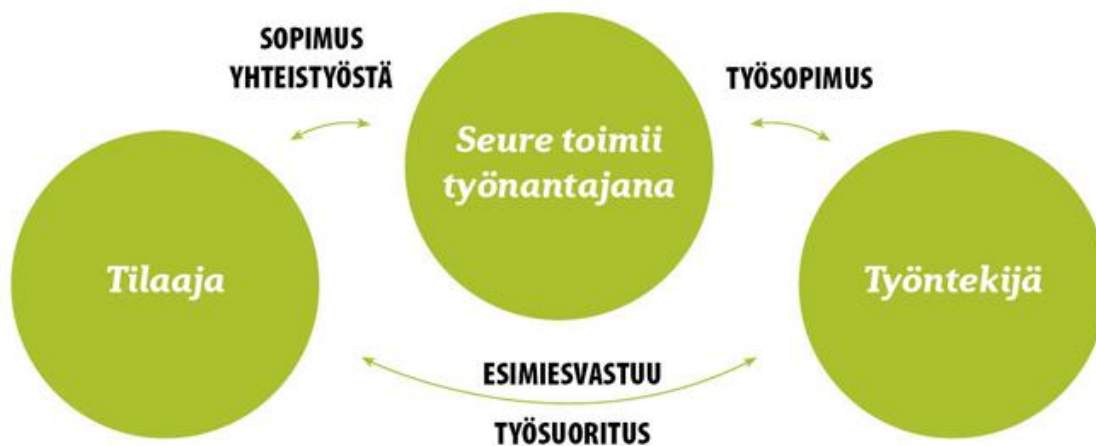 SOPIMUS
YHTEISTYÖSTÄ
TYÖSOPIMUS
Seure toimii
työnantajana
Tilaaja
Työntekijä
ESIMIESVASTUU
TYÖSUORITUS